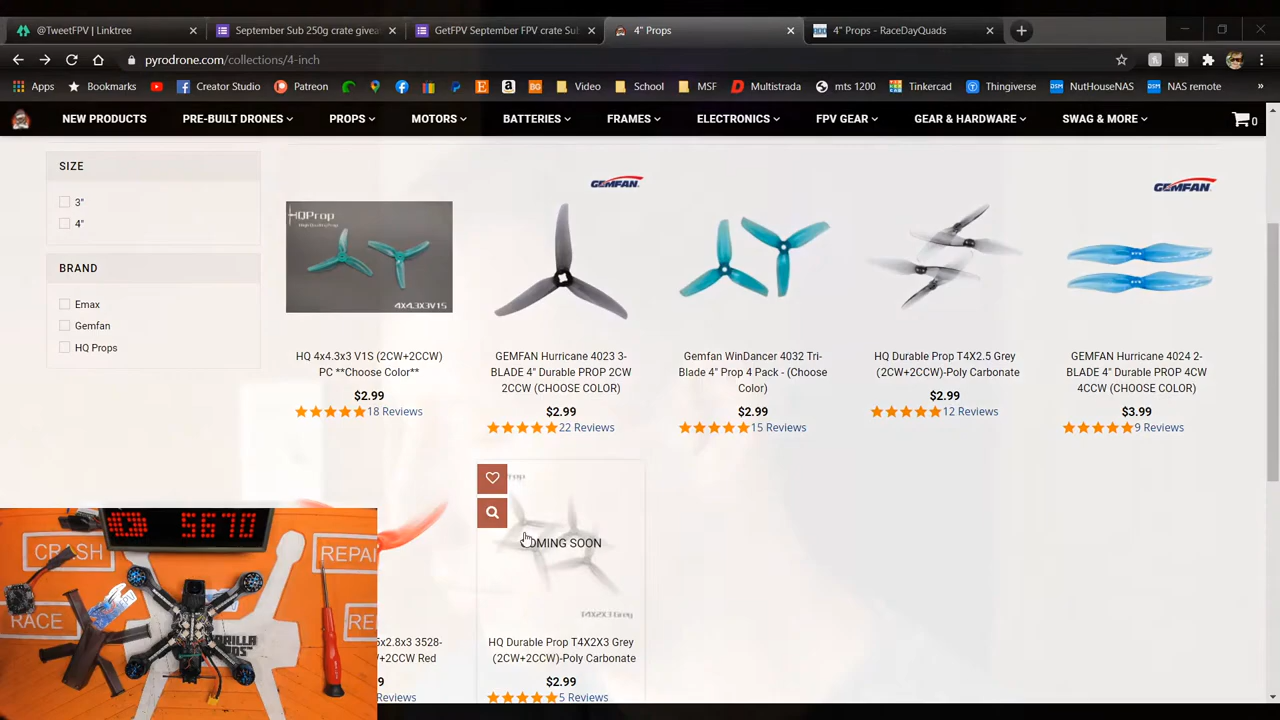 @TweetFPV | Linktree
September Sub 250g crate givea
GetFPV September FPV crate Sub
4" Props
4" Props - RaceDayQuads
pyrodrone.com/collections/4-inch
Apps
Bookmarks
Creator Studio
Patreon
Video
School
MSF
Multistrada
mts 1200
Tinkercad
Thingiverse
NutHouseNAS
NAS remote
NEW PRODUCTS
PRE-BUILT DRONES
PROPS
MOTORS
BATTERIES
FRAMES
ELECTRONICS
FPV GEAR
GEAR & HARDWARE
SWAG & MORE
0
SIZE
3"
4"
BRAND
Emax
Gemfan
HQ Props
HQProp
4X4.3X3V1S
HQ 4x4.3x3 V1S (2CW+2CCW)
PC **Choose Color**
$2.99
18 Reviews
GEMFAN
GEMFAN Hurricane 4023 3-
BLADE 4" Durable PROP 2CW
2CCW (CHOOSE COLOR)
$2.99
22 Reviews
Gemfan WinDancer 4032 Tri-
Blade 4" Prop 4 Pack - (Choose
Color)
$2.99
15 Reviews
HQ Durable Prop T4X2.5 Grey
(2CW+2CCW)-Poly Carbonate
$2.99
12 Reviews
GEMFAN
GEMFAN Hurricane 4024 2-
BLADE 4" Durable PROP 4CW
4CCW (CHOOSE COLOR)
$3.99
9 Reviews
5x2.8x3 3528-
+2CCW Red
9
Reviews
OMING SOON
T4X2X3 Grey
HQ Durable Prop T4X2X3 Grey
(2CW+2CCW)-Poly Carbonate
$2.99
5 Reviews
5670
CRASH
REPAI
RACE
RE